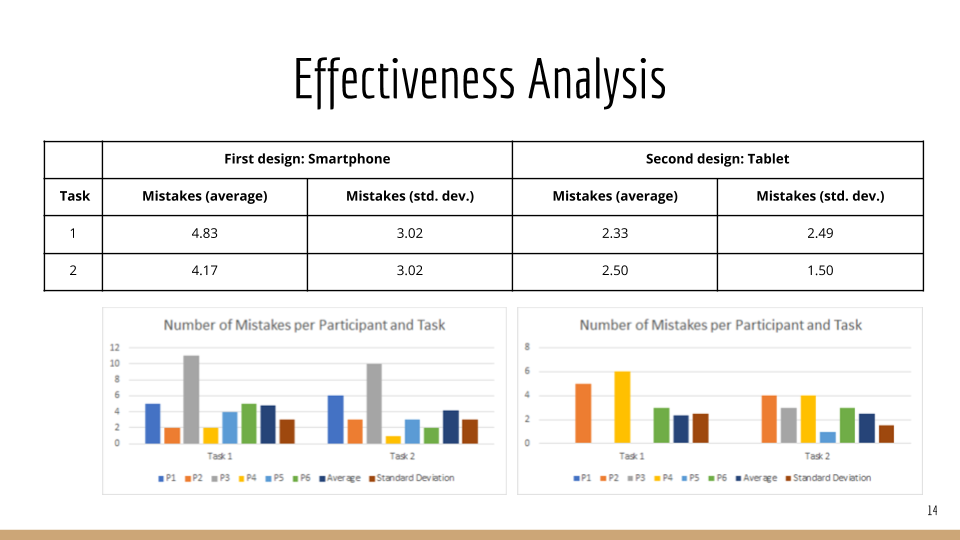 Effectiveness Analysis
First design: Smartphone Second design: Tablet
Task Mistakes (average) Mistakes (std. dev.) Mistakes (average) Mistakes (std. dev.)
1 4.83 3.02 2.33 2.49
2 4.17 3.02 2.50 1.50
Number of Mistakes per Participant and Task
12
10
8
6
4
2
0
Task 1 Task 2
P1 P2 P3 P4 P5 P6 Average Standard Deviation
Number of Mistakes per Participant and Task
8
6
4
2
0
Task 1 Task 2
P1 P2 P3 P4 P5 P6 Average Standard Deviation
14